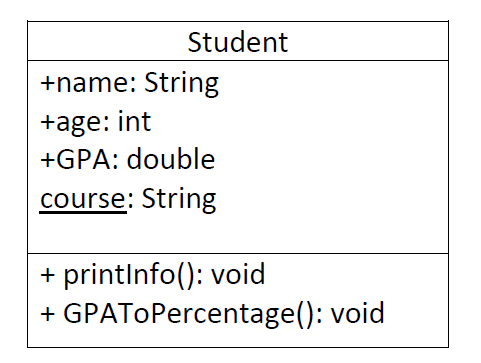 Student
+name: String
+age: int
+GPA: double
course: String
+ printInfo(): void
+ GPAToPercentage(): void